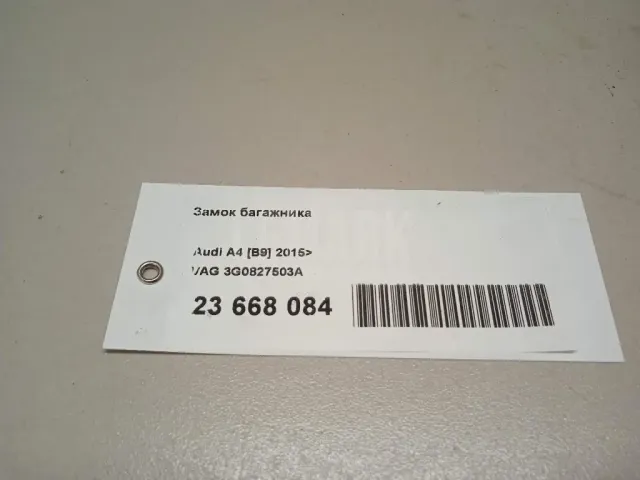 Замок багажника
Audi A4 [B9] 2015>
VAG 3G0827503A
23 668 084